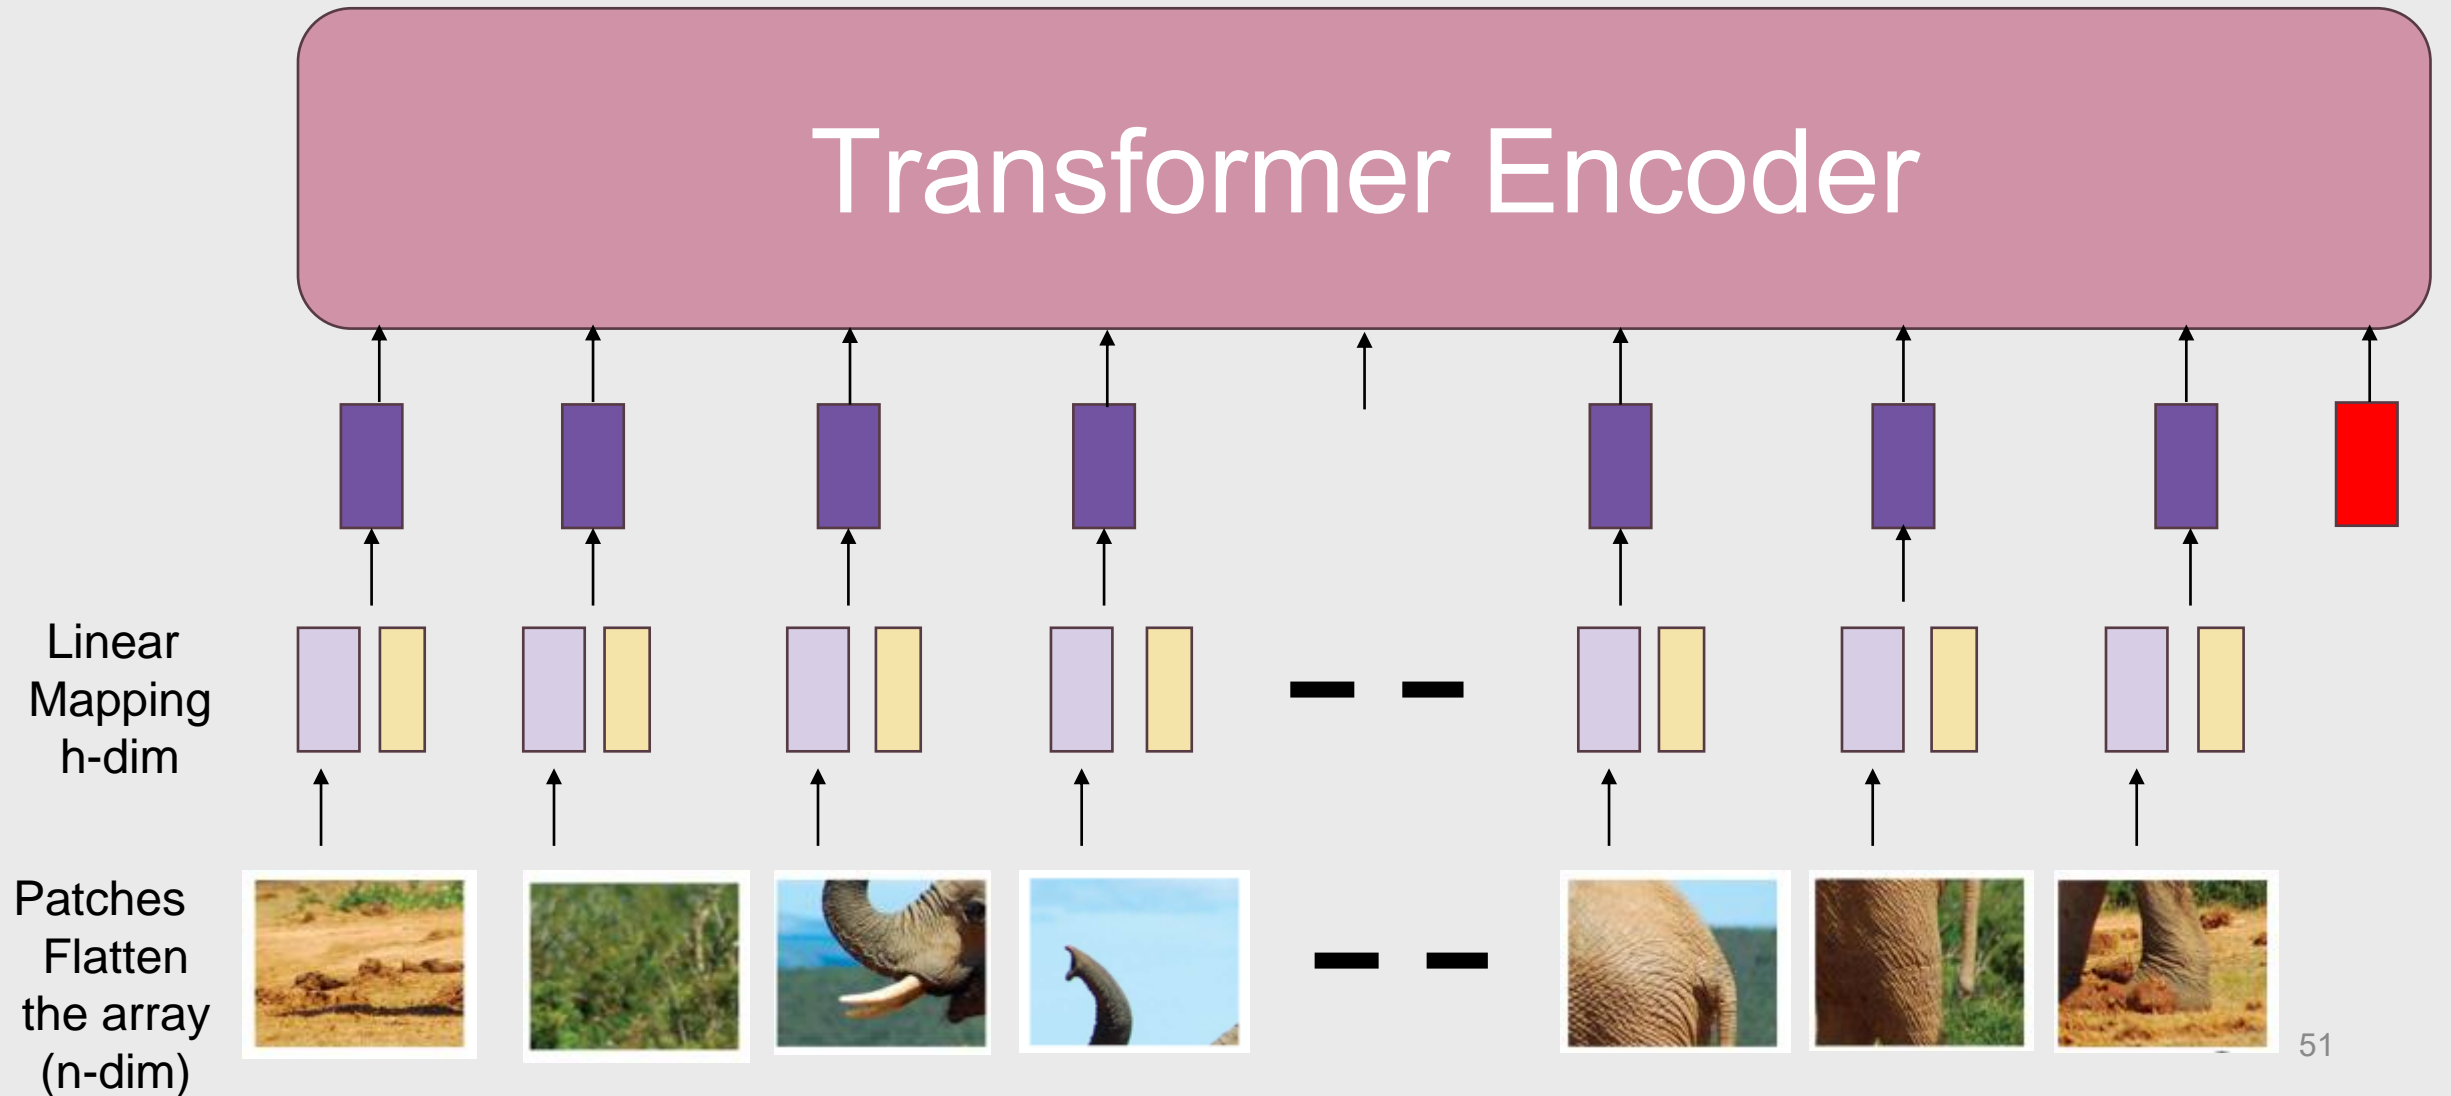 Transformer Encoder
Linear
Mapping
h-dim
Patches
Flatten
the array
(n-dim)
51